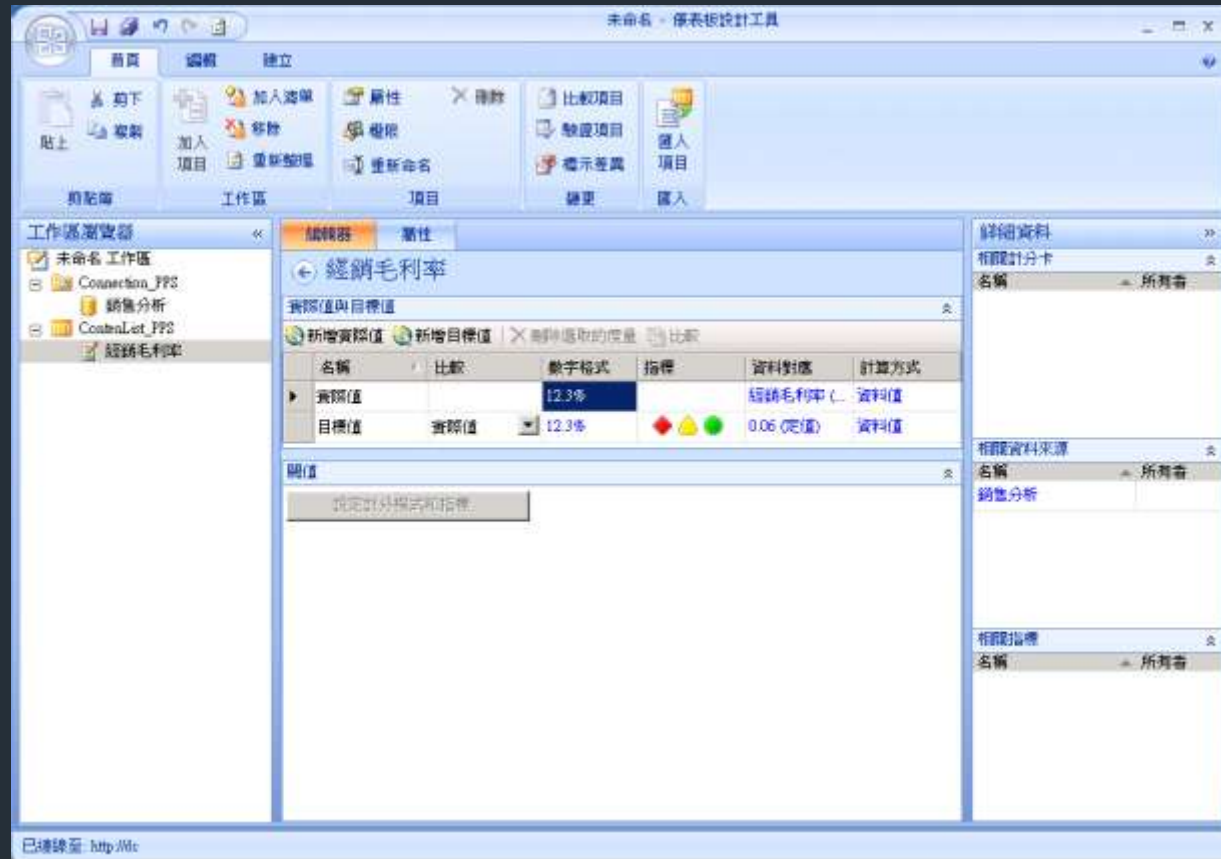 未命名 - 儀表板設計工具
首頁 編輯 建立
貼上
剪下
複製
剪貼簿
加入項目
加入清單
移除
重新整理
工作區
屬性
權限
重新命名
刪除
項目
比較項目
驗證項目
標示差異
變更
匯入項目
匯入
工作區瀏覽器
未命名 工作區
Connection_PPS
銷售分析
ContenList_PPS
經銷毛利率
編輯器 屬性
經銷毛利率
實際值與目標值
新增實際值 新增目標值 刪除選取的度量 比較
名稱 比較 數字格式 指標 資料對應 計算方式
實際值 12.3% 經銷毛利率 (... 資料值
目標值 實際值 12.3% 0.06 (定值) 資料值
閾值
設定計分模式和指標
詳細資料
相關計分卡
名稱 所有者
相關資料來源
名稱 所有者
銷售分析
相關指標
名稱 所有者
已連線至: http://dc